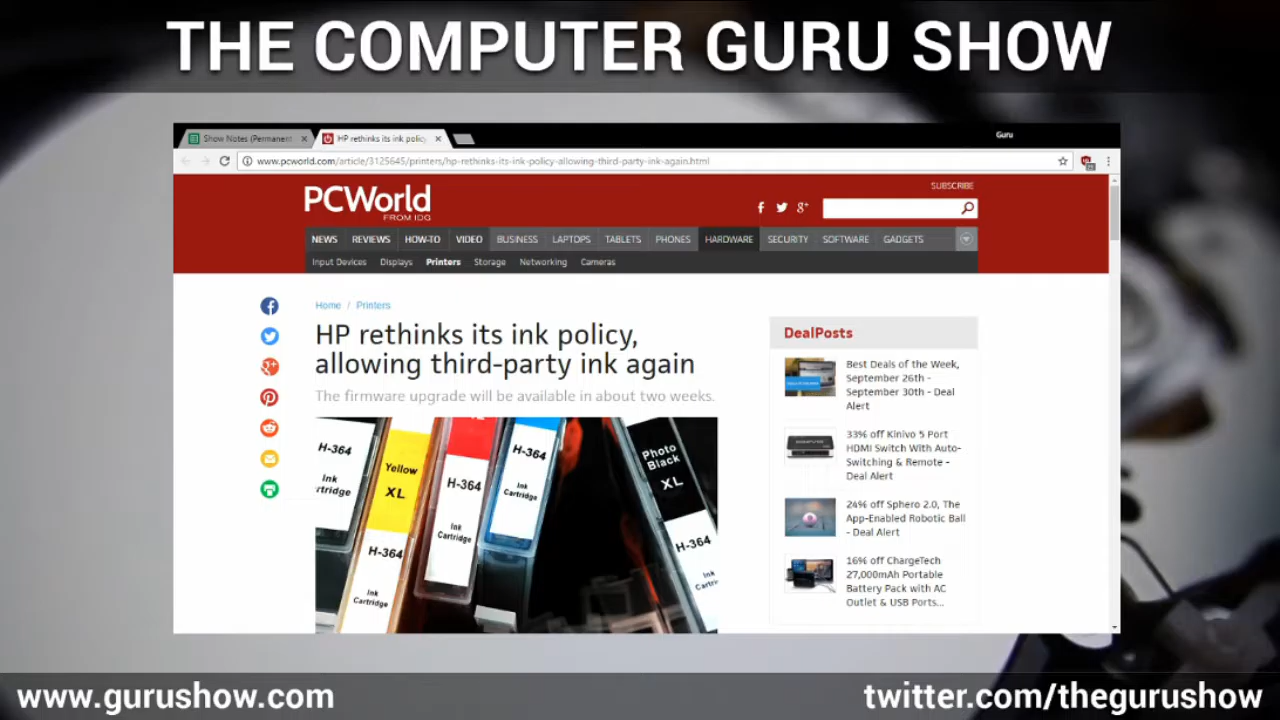 THE COMPUTER GURU SHOW
Show Notes (Permanent
HP rethinks its ink policy,
Guru
www.pcworld.com/article/3125645/printers/hp-rethinks-its-ink-policy-allowing-third-party-ink-again.html
SUBSCRIBE
PCWorld
FROM IDG
NEWS REVIEWS HOW-TO VIDEO BUSINESS LAPTOPS TABLETS PHONES HARDWARE SECURITY SOFTWARE GADGETS
Input Devices Displays Printers Storage Networking Cameras
Home / Printers
HP rethinks its ink policy,
allowing third-party ink again
The firmware upgrade will be available in about two weeks.
H-364
Ink
Cartridge
Yellow
XL
H-364
Ink
Cartridge
H-364
Ink
Cartridge
H-364
Ink
Cartridge
Photo
Black
XL
H-364
Ink
DealPosts
Best Deals of the Week,
September 26th -
September 30th - Deal
Alert
33% off Kinivo 5 Port
HDMI Switch With Auto-
Switching & Remote -
Deal Alert
24% off Sphero 2.0, The
App-Enabled Robotic Ball
- Deal Alert
16% off ChargeTech
27,000mAh Portable
Battery Pack with AC
Outlet & USB Ports...
www.gurushow.com
twitter.com/thegurushow